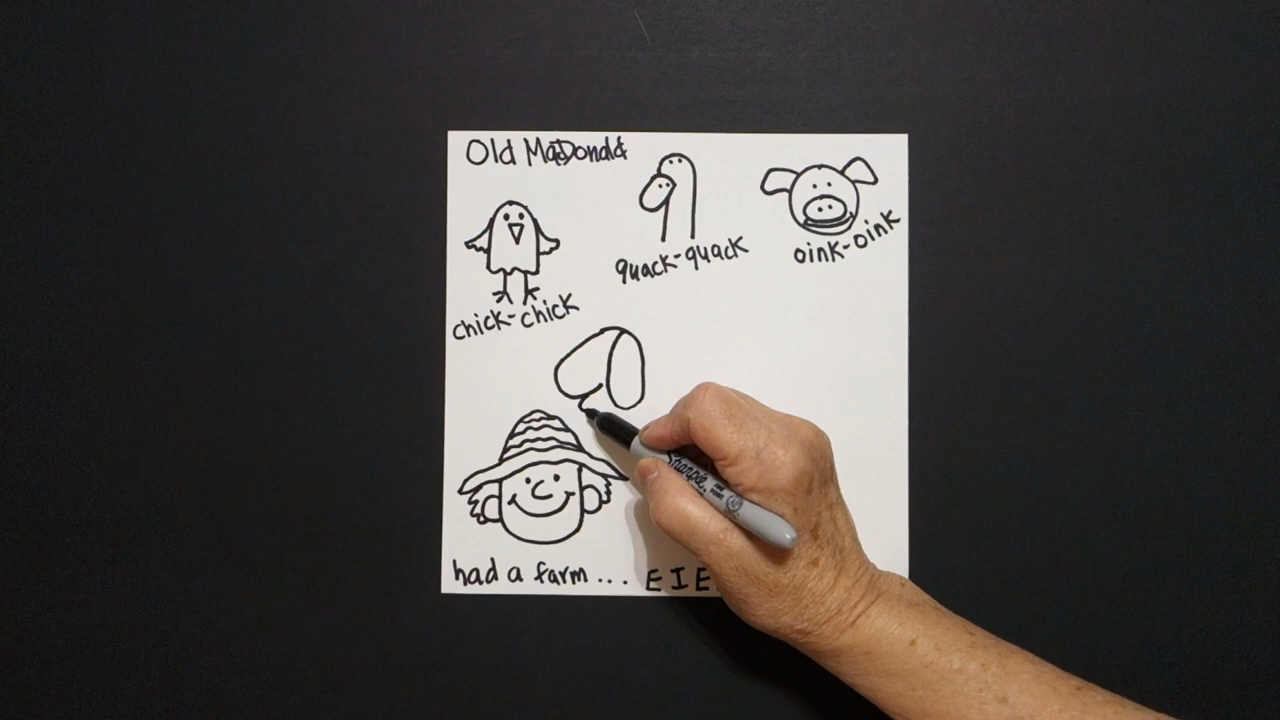 Old MacDonald
quack-quack
oink-oink
chick-chick
Sharpie
had a farm... EIE